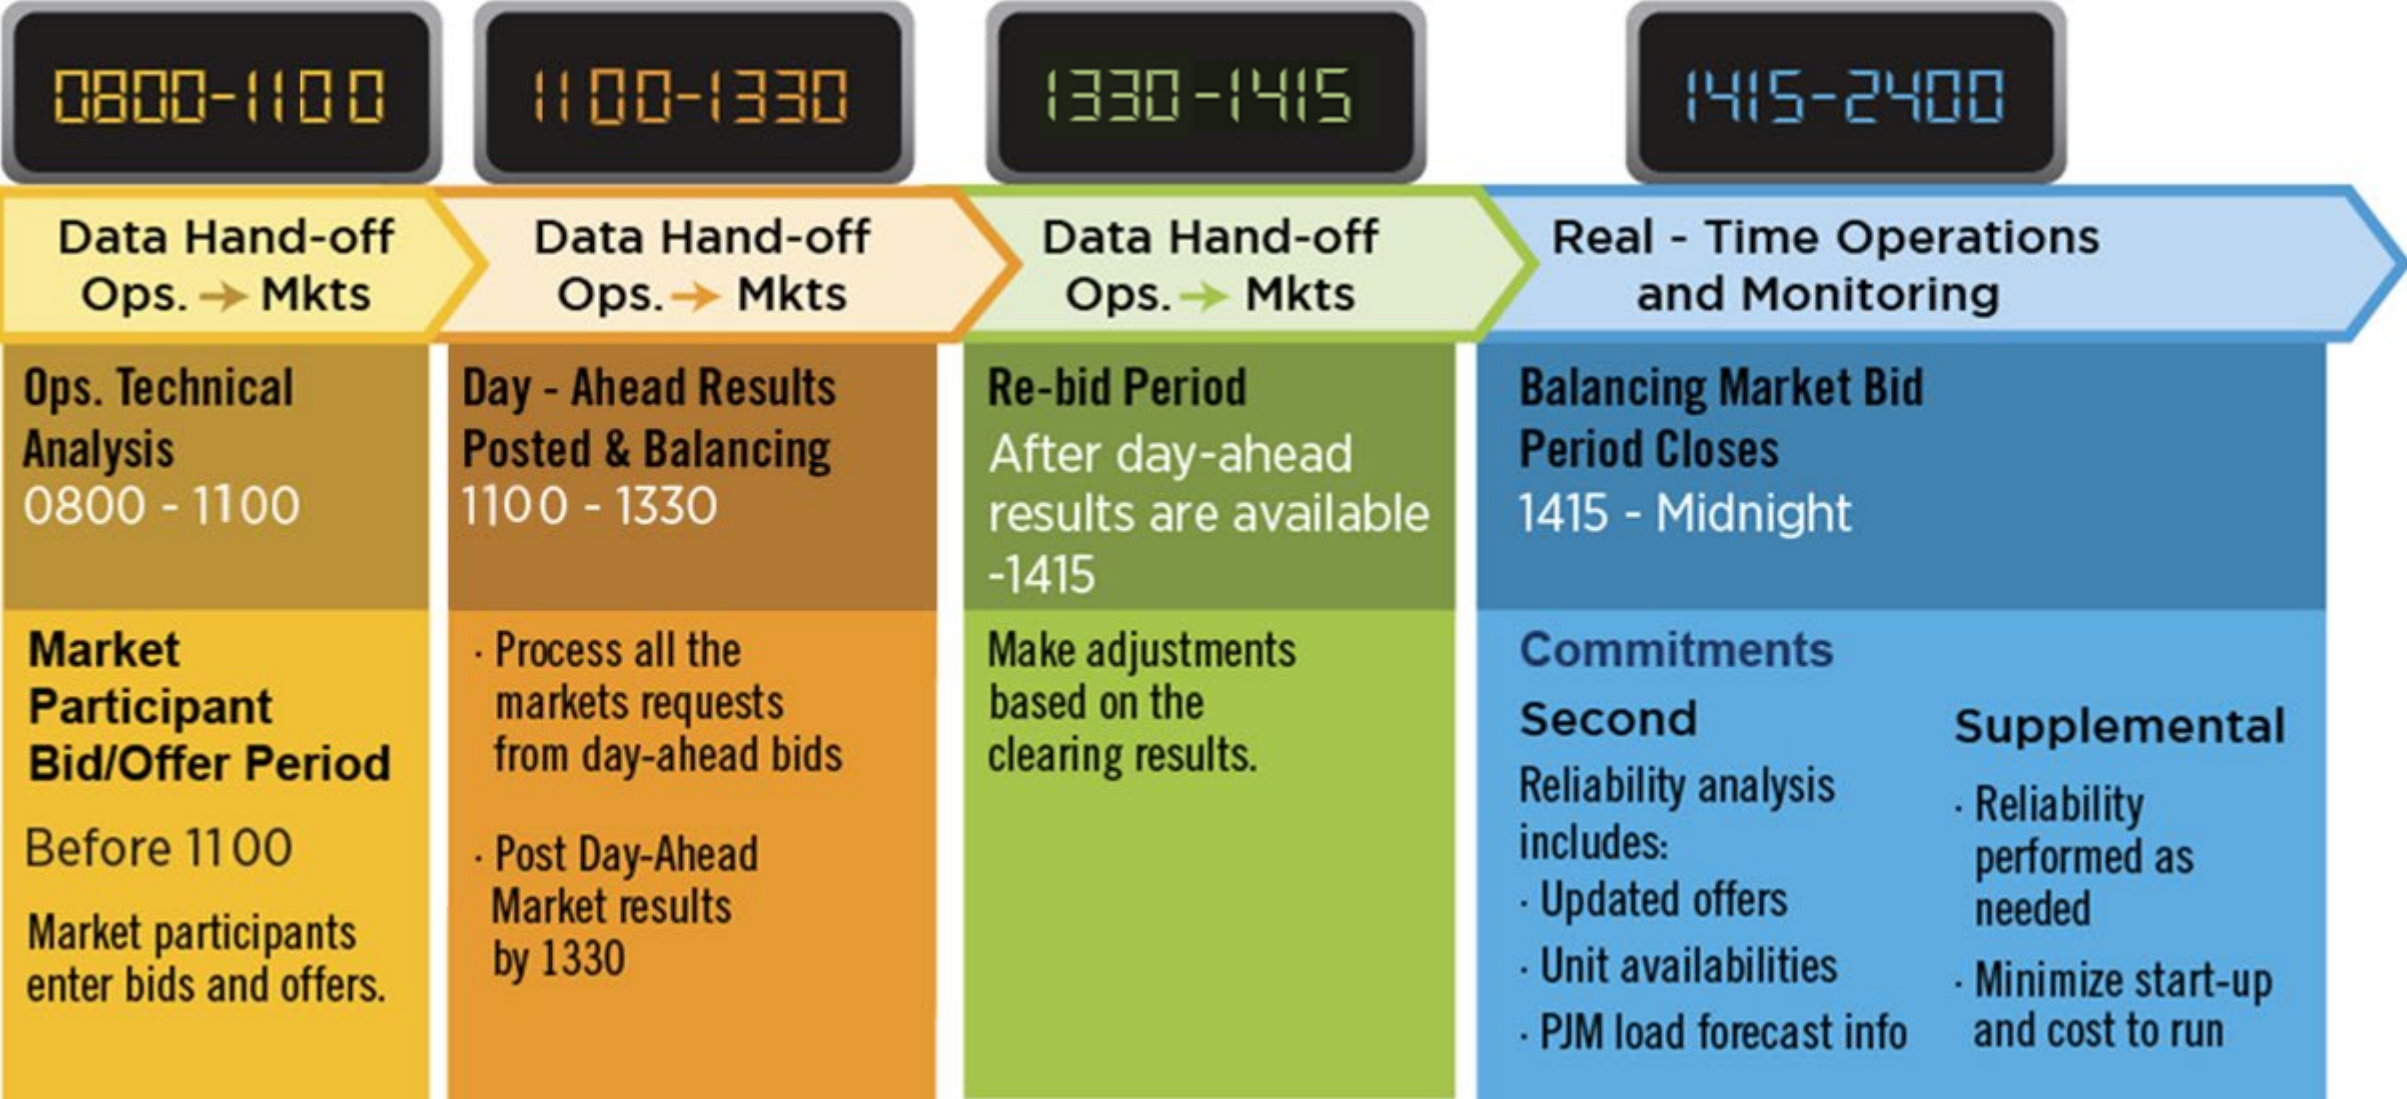 0800-1100
1100-1330
1330-1415
1415-2400
Data Hand-off
Ops. → Mkts
Data Hand-off
Ops. → Mkts
Data Hand-off
Ops. → Mkts
Real - Time Operations
and Monitoring
Ops. Technical
Analysis
0800 - 1100
Market
Participant
Bid/Offer Period
Before 1100
Market participants
enter bids and offers.
Day - Ahead Results
Posted & Balancing
1100 - 1330
· Process all the
markets requests
from day-ahead bids
· Post Day-Ahead
Market results
by 1330
Re-bid Period
After day-ahead
results are available
-1415
Make adjustments
based on the
clearing results.
Balancing Market Bid
Period Closes
1415 - Midnight
Commitments
Second
Reliability analysis
includes:
· Updated offers
· Unit availabilities
· PJM load forecast info
Supplemental
· Reliability
performed as
needed
· Minimize start-up
and cost to run